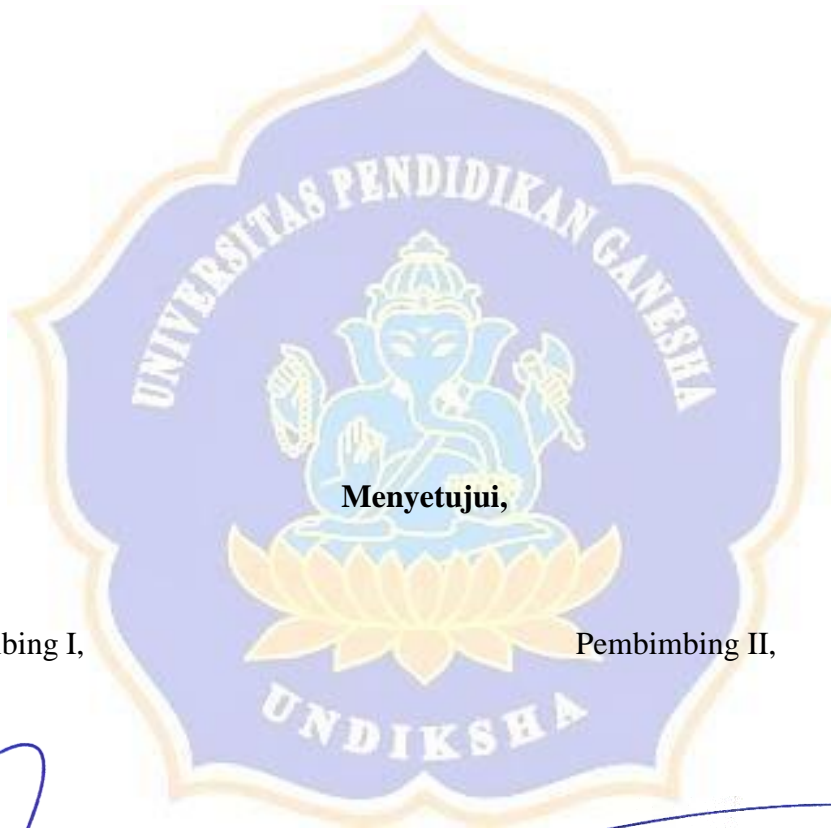 UNIVERSITAS PENDIDIKAN GANESHA
Menyetujui,
bing I, Pembimbing II,
UNDIKSHA